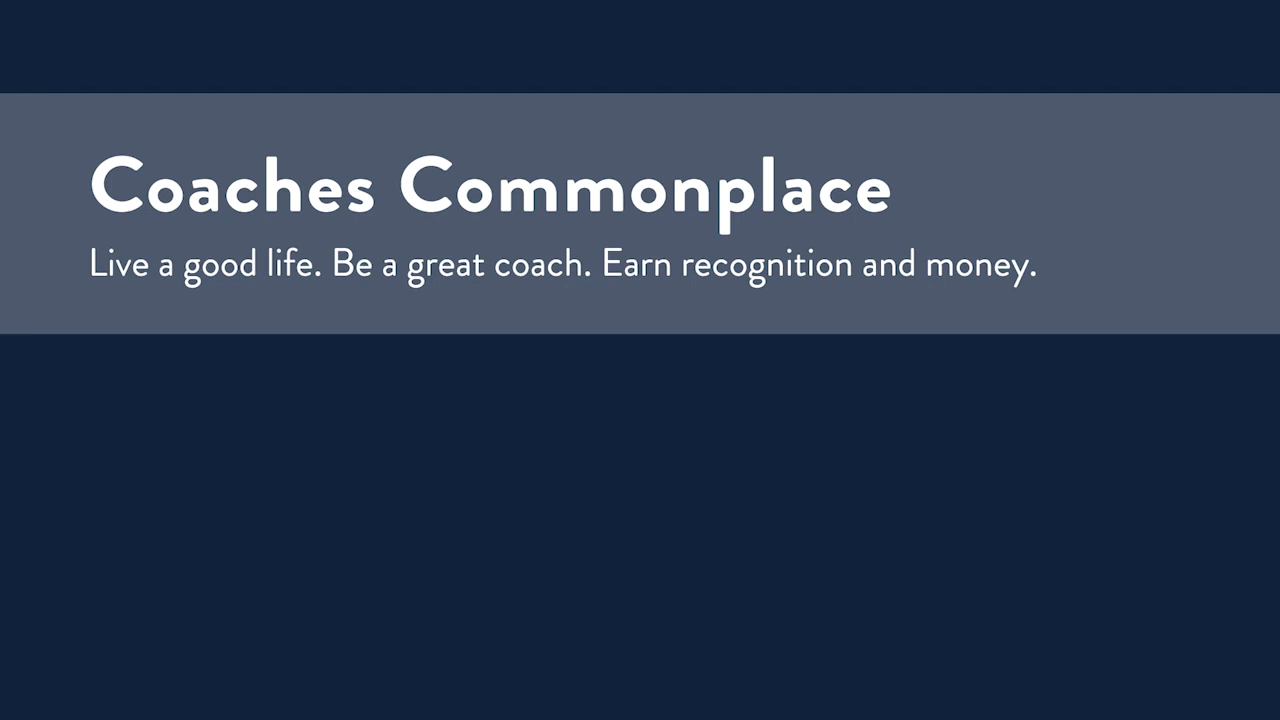 Coaches Commonplace
Live a good life. Be a great coach. Earn recognition and money.